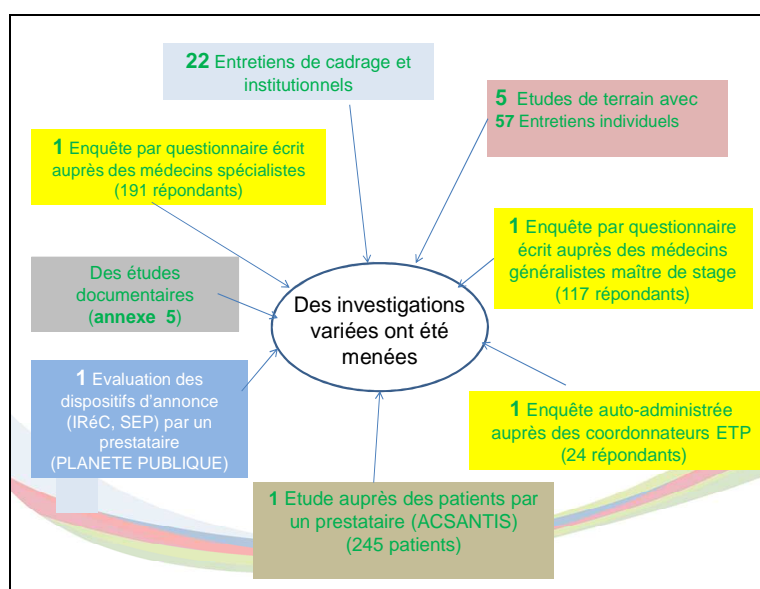 22 Entretiens de cadrage et
institutionnels
5 Etudes de terrain avec
57 Entretiens individuels
1 Enquête par questionnaire écrit
auprès des médecins spécialistes
(191 répondants)
1 Enquête par questionnaire
écrit auprès des médecins
généralistes maître de stage
(117 répondants)
Des études
documentaires
(annexe 5)
Des investigations
variées ont été
menées
1 Evaluation des
dispositifs d'annonce
(IRéC, SEP) par un
prestataire
(PLANETE PUBLIQUE)
1 Enquête auto-administrée
auprès des coordonnateurs ETP
(24 répondants)
1 Etude auprès des patients par
un prestataire (ACSANTIS)
(245 patients)